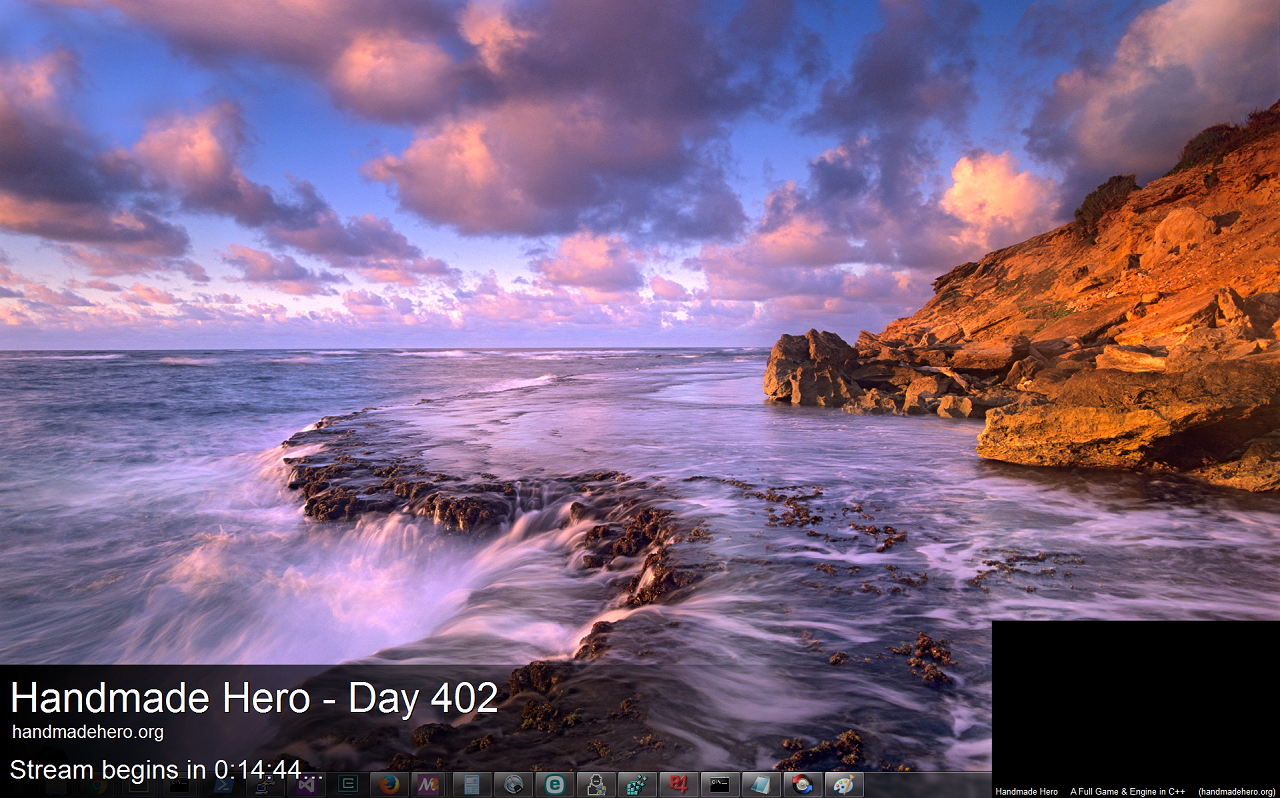 Handmade Hero - Day 402
handmadehero.org
Stream begins in 0:14:44...
Handmade Hero A Full Game & Engine in C++ (handmadehero.org)